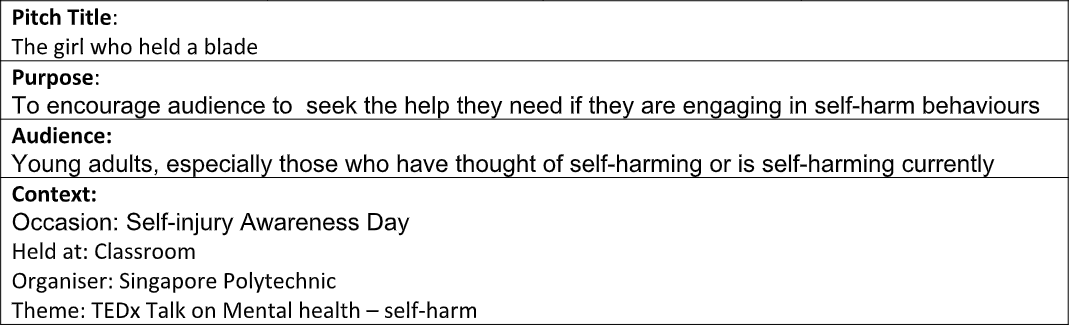 Pitch Title:
The girl who held a blade
Purpose:
To encourage audience to  seek the help they need if they are engaging in self-harm behaviours
Audience:
Young adults, especially those who have thought of self-harming or is self-harming currently
Context:
Occasion: Self-injury Awareness Day
Held at: Classroom
Organiser: Singapore Polytechnic
Theme: TEDx Talk on Mental health – self-harm